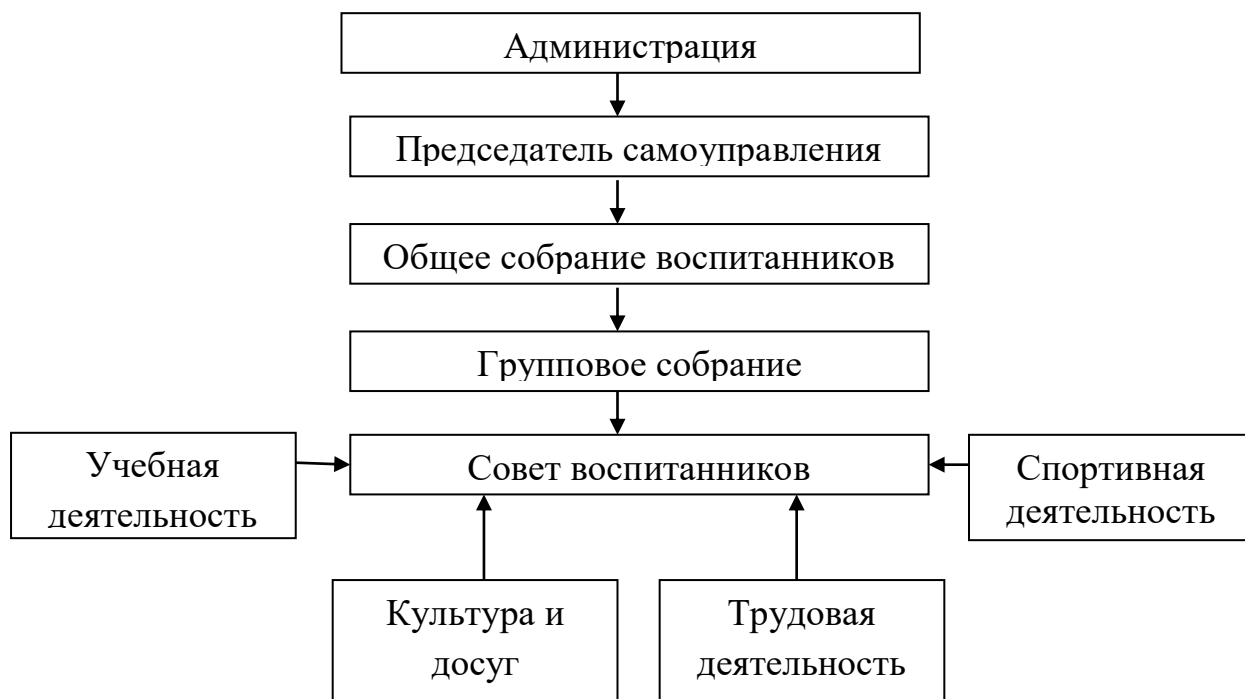 Администрация
Председатель самоуправления
Общее собрание воспитанников
Групповое собрание
Учебная
деятельность
Совет воспитанников
Спортивная
деятельность
Культура и
досуг
Трудовая
деятельность